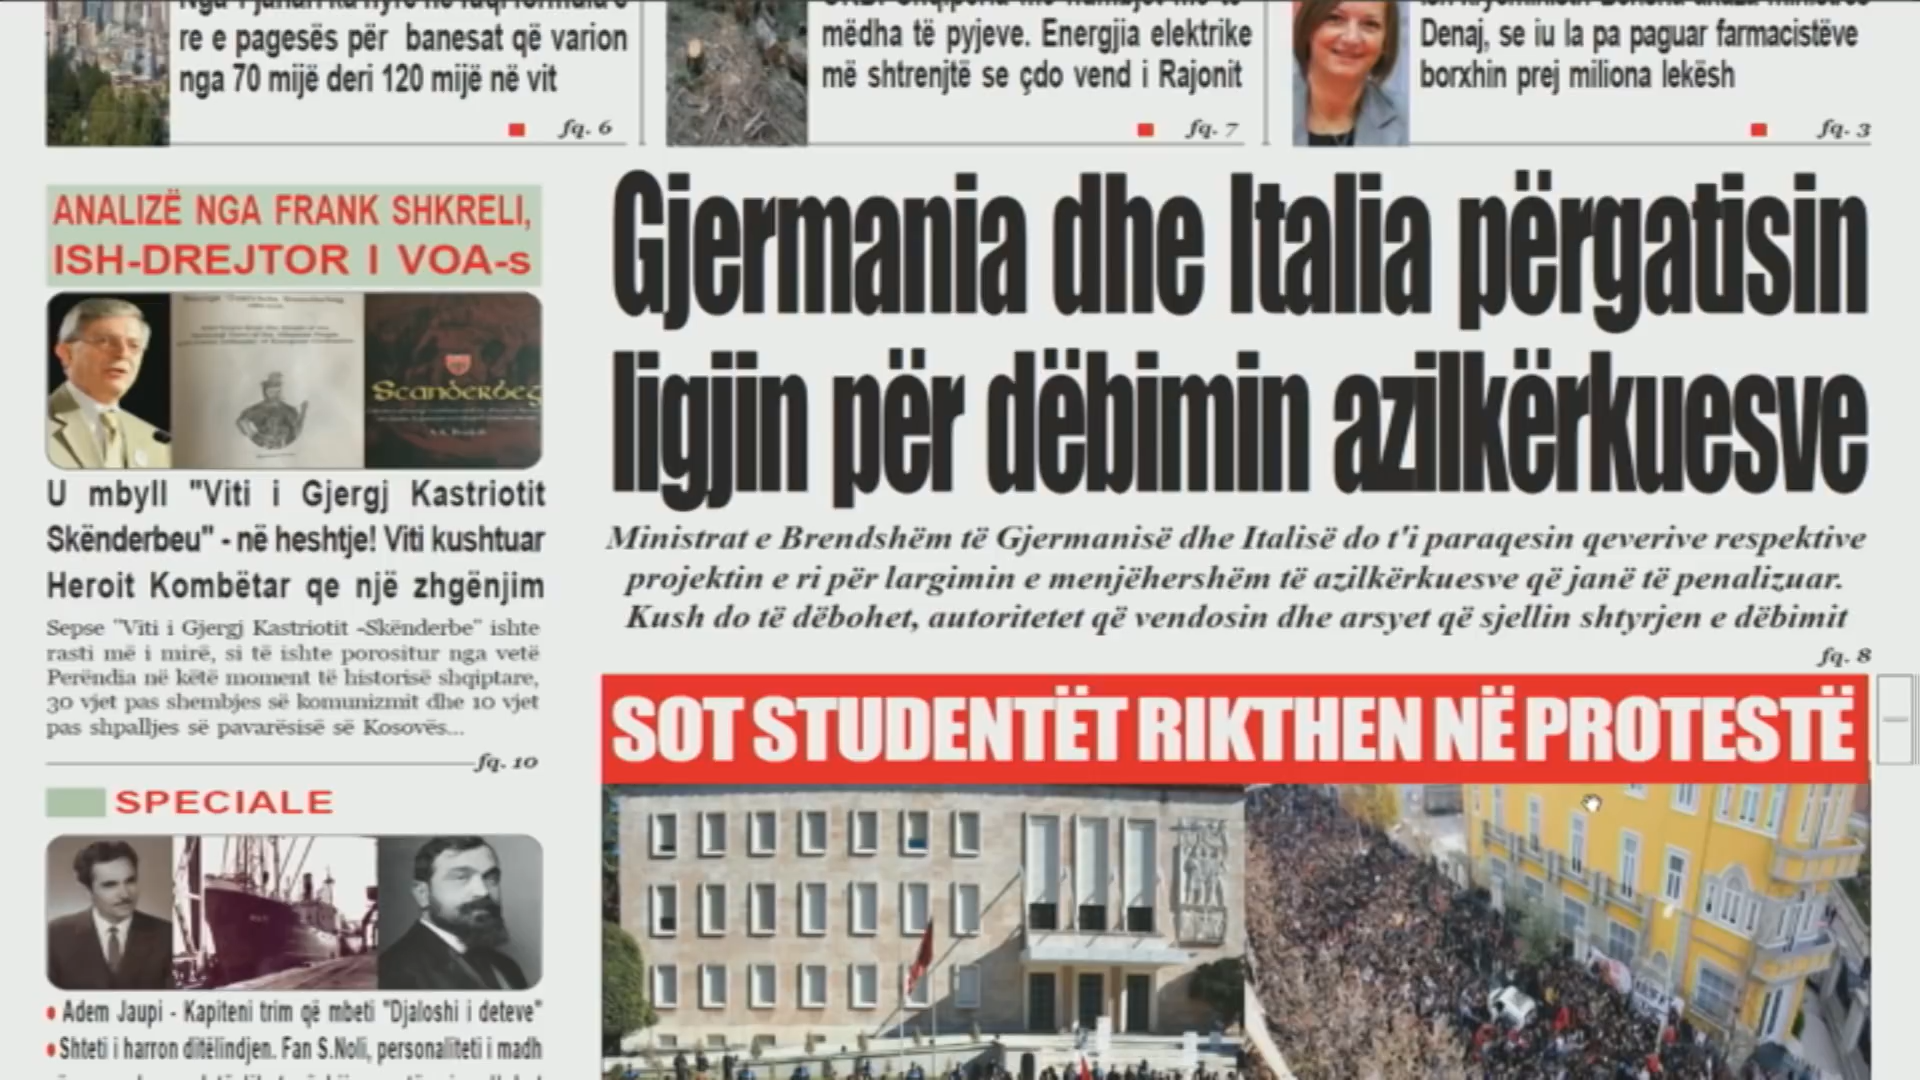 re e pagesës për banesat që varion
nga 70 mijë deri 120 mijë në vit
fq. 6
mëdha të pyjeve. Energjia elektrike
më shtrenjtë se çdo vend i Rajonit
fq. 7
Denaj, se iu la pa paguar farmacistëve
borxhin prej miliona lekësh
fq. 3
ANALIZË NGA FRANK SHKRELI,
ISH-DREJTOR I VOA-s
Scanderbeg
U mbyll "Viti i Gjergj Kastriotit
Skënderbeu" - në heshtje! Viti kushtuar
Heroit Kombëtar qe një zhgënjim
Sepse "Viti i Gjergj Kastriotit -Skënderbe" ishte
rasti më i mirë, si të ishte porositur nga vetë
Perëndia në këtë moment të historisë shqiptare,
30 vjet pas shembjes së komunizmit dhe 10 vjet
pas shpalljes së pavarësisë së Kosovës...
fq. 10
SPECIALE
Adem Jaupi - Kapiteni trim që mbeti "Djaloshi i deteve"
Shteti i harron ditëlindjen. Fan S.Noli, personaliteti i madh
Gjermania dhe Italia përgatisin
ligjin për dëbimin azilkërkuesve
Ministrat e Brendshëm të Gjermanisë dhe Italisë do t'i paraqesin qeverive respektive
projektin e ri për largimin e menjëhershëm të azilkërkuesve që janë të penalizuar.
Kush do të dëbohet, autoritetet që vendosin dhe arsyet që sjellin shtyrjen e dëbimit
fq. 8
SOT STUDENTËT RIKTHEN NË PROTESTË